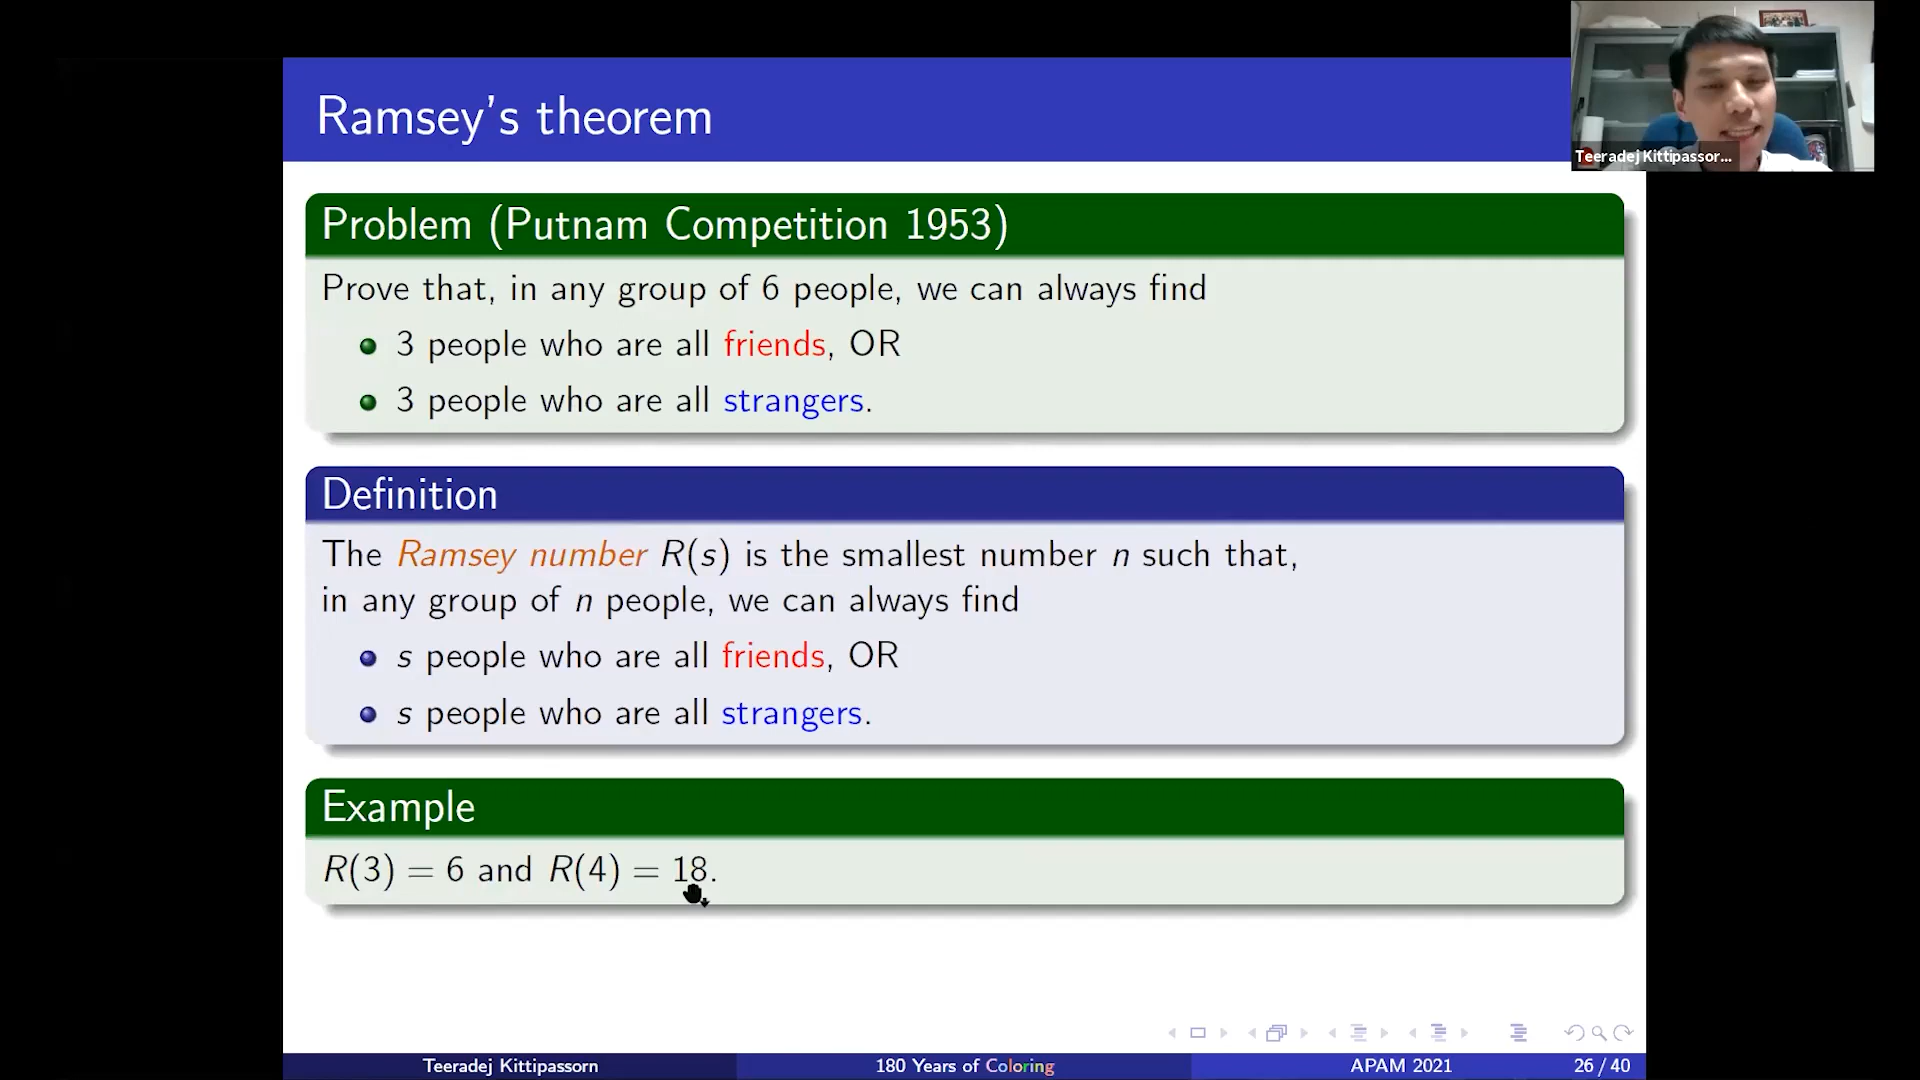 Ramsey's theorem
Teeradej Kittipassor...
Problem (Putnam Competition 1953)
Prove that, in any group of 6 people, we can always find
3 people who are all friends, OR
3 people who are all strangers.
Definition
The Ramsey number R(s) is the smallest number n such that,
in any group of n people, we can always find
s people who are all friends, OR
s people who are all strangers.
Example
R(3) = 6 and R(4) = 18.
Teeradej Kittipassorn
180 Years of Coloring
APAM 2021
26 / 40